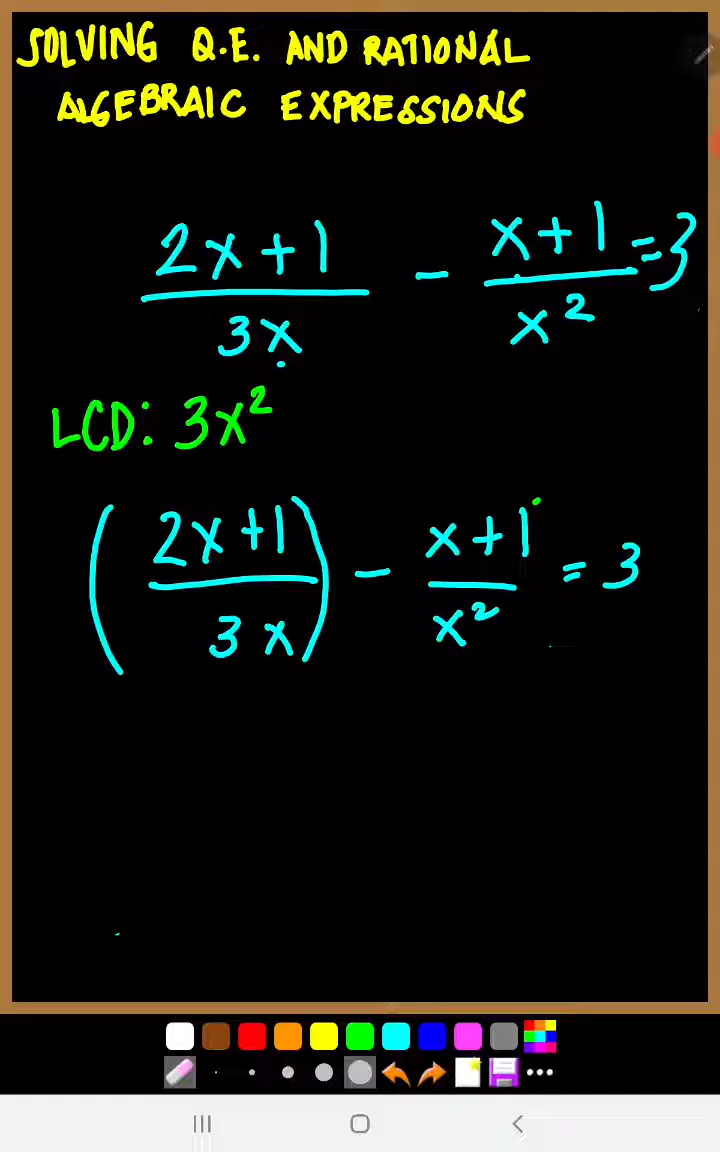 SOLVING Q.E. AND RATIONAL
ALGEBRAIC EXPRESSIONS
(2x+1)/(3x) - (x+1)/(x²) = 3
LCD: 3x²
((2x+1)/(3x)) - (x+1)/(x²) = 3